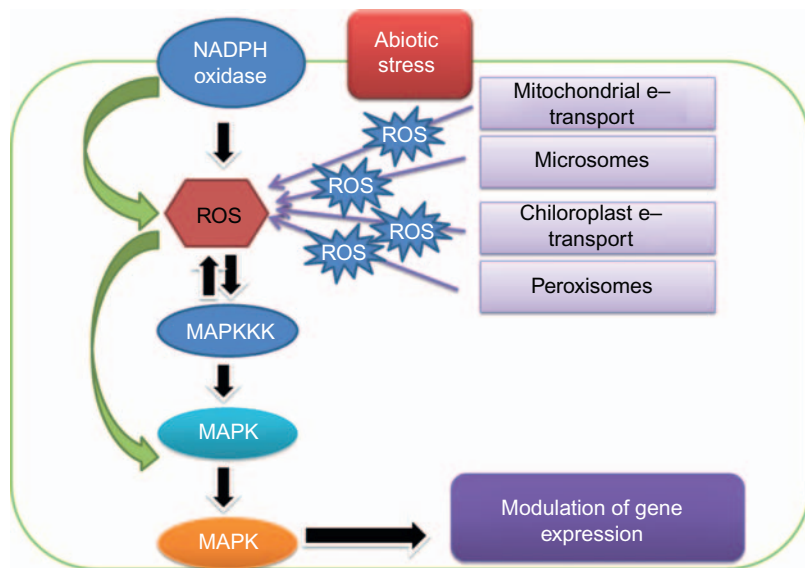 NADPH
oxidase
Abiotic
stress
Mitochondrial e–
transport
ROS
Microsomes
ROS
ROS
Chiloroplast e–
transport
ROS
ROS
Peroxisomes
MAPKKK
MAPK
Modulation of gene
expression
MAPK